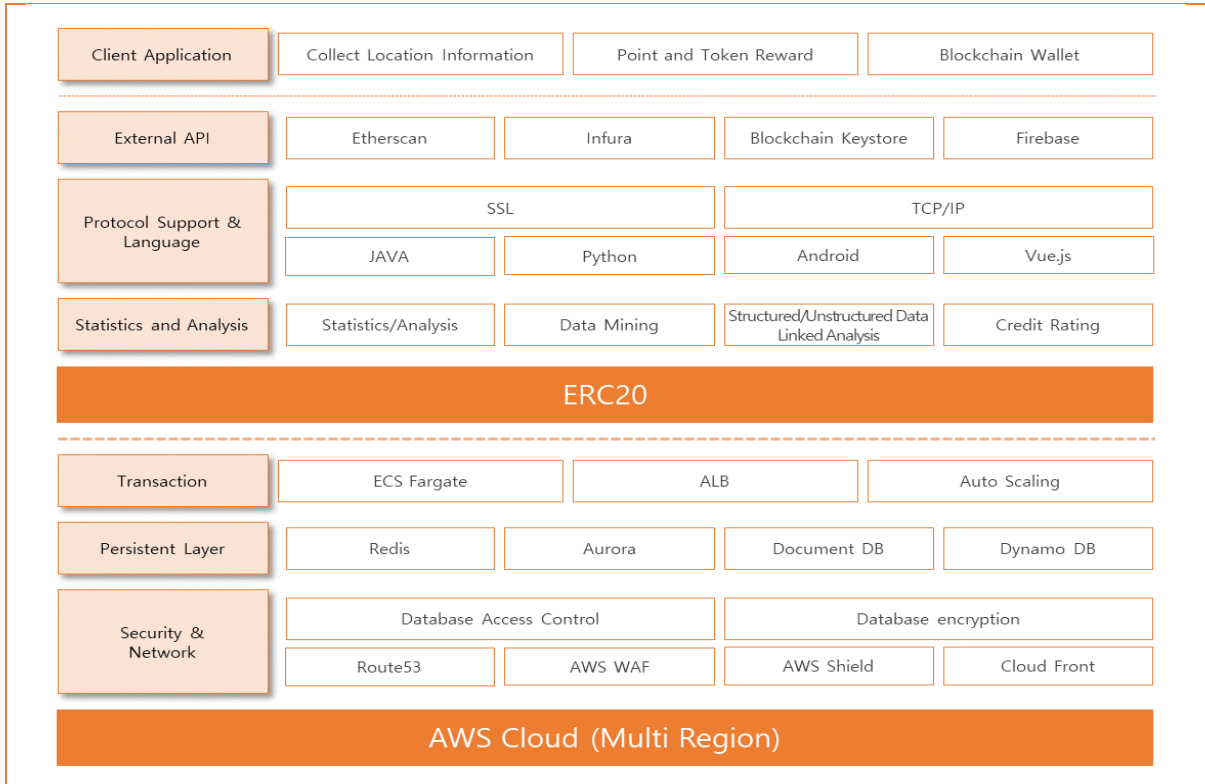 Client Application
Collect Location Information
Point and Token Reward
Blockchain Wallet
External API
Etherscan
Infura
Blockchain Keystore
Firebase
Protocol Support &
Language
SSL
TCP/IP
JAVA
Python
Android
Vue.js
Statistics and Analysis
Statistics/Analysis
Data Mining
Structured/Unstructured Data
Linked Analysis
Credit Rating
ERC20
Transaction
ECS Fargate
ALB
Auto Scaling
Persistent Layer
Redis
Aurora
Document DB
Dynamo DB
Security &
Network
Database Access Control
Database encryption
Route53
AWS WAF
AWS Shield
Cloud Front
AWS Cloud (Multi Region)